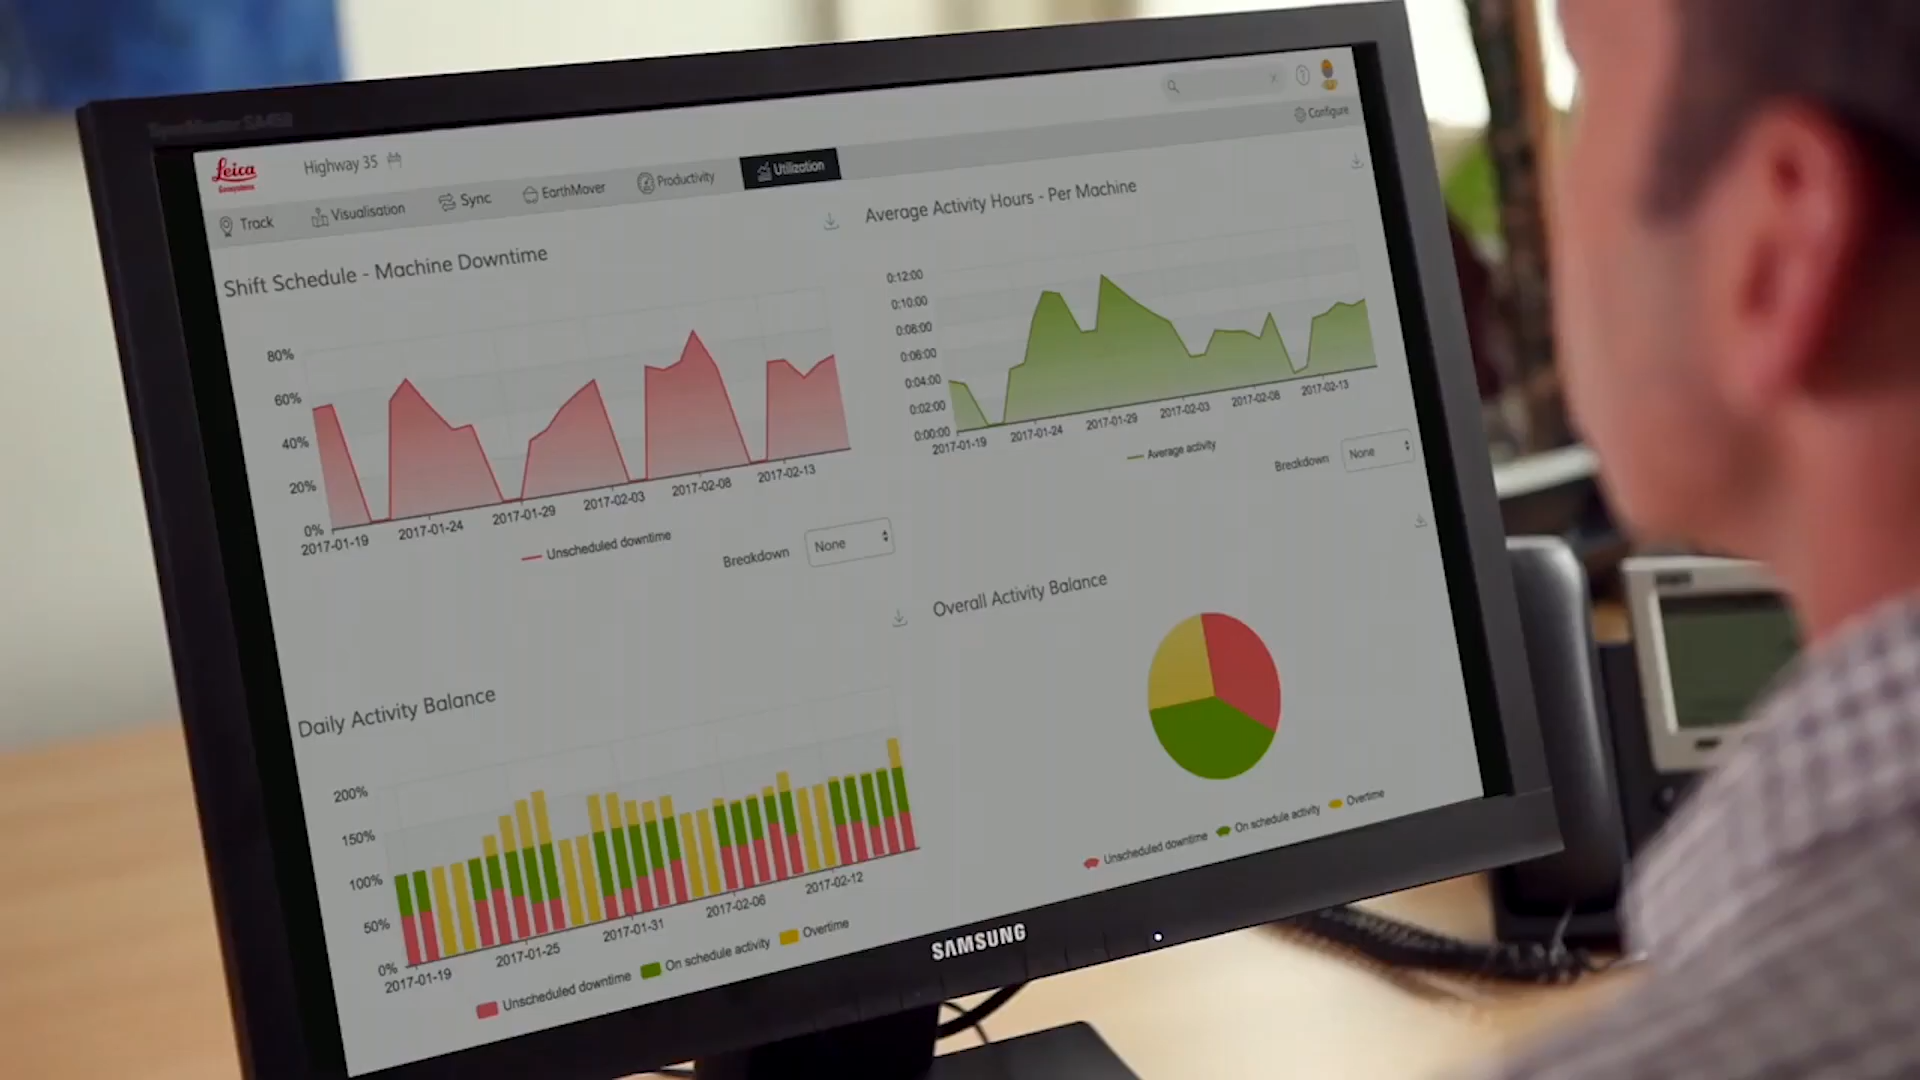 SyncMaster SA450
Leica
Geosystems
Highway 35
Configure
Track
Visualisation
Sync
EarthMover
Productivity
Utilization
Shift Schedule - Machine Downtime
80%
60%
40%
20%
0%
2017-01-19 2017-01-24 2017-01-29 2017-02-03 2017-02-08 2017-02-13
Unscheduled downtime
Breakdown None
Average Activity Hours - Per Machine
0:12:00
0:10:00
0:08:00
0:06:00
0:04:00
0:02:00
0:00:00
2017-01-19 2017-01-24 2017-01-29 2017-02-03 2017-02-08 2017-02-13
Average activity
Breakdown None
Daily Activity Balance
200%
150%
100%
50%
0%
2017-01-19 2017-01-25 2017-01-31 2017-02-06 2017-02-12
Unscheduled downtime On schedule activity Overtime
Overall Activity Balance
Unscheduled downtime On schedule activity Overtime
SAMSUNG